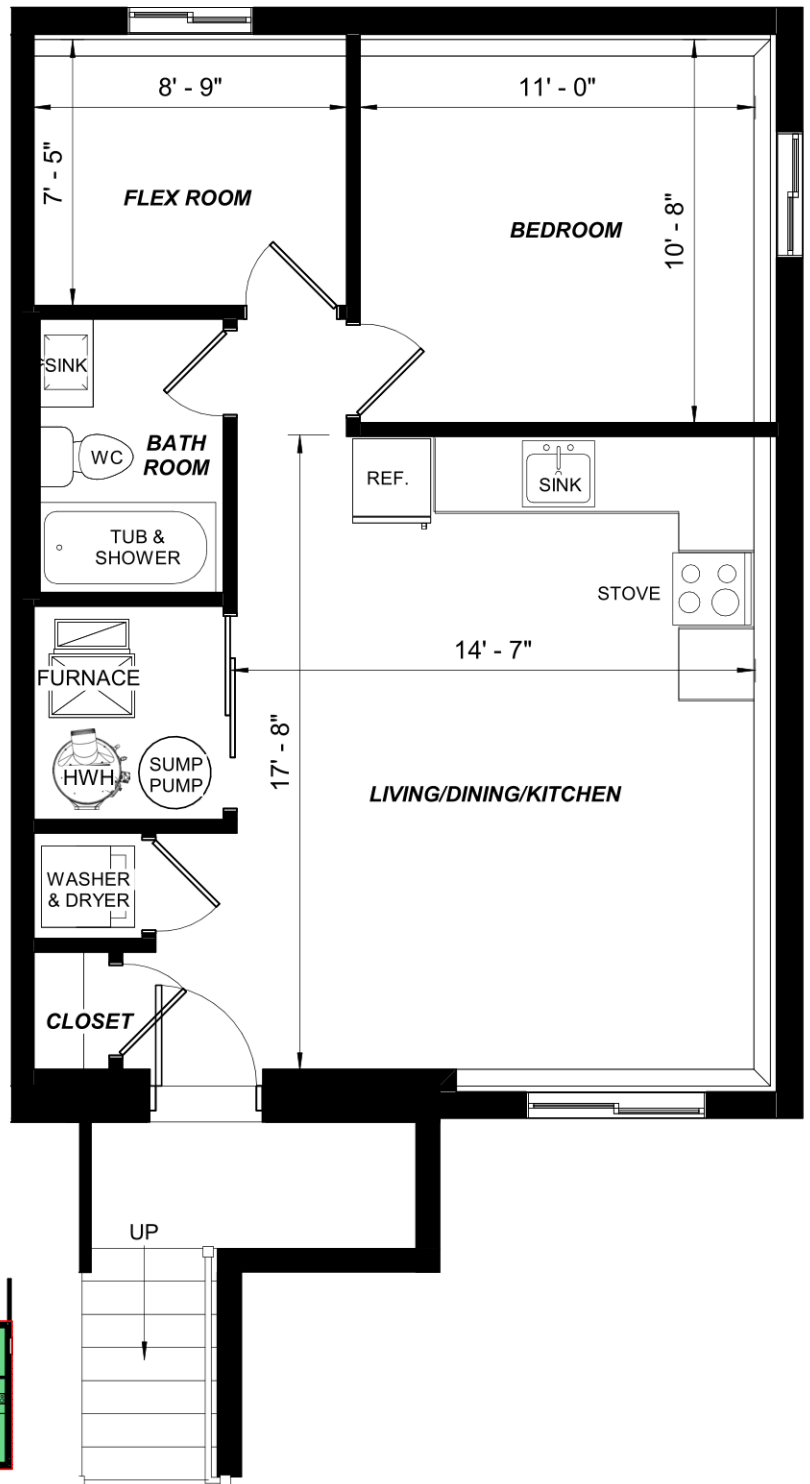 8' - 9"
11' - 0"
7' - 5"
FLEX ROOM
BEDROOM
10' - 8"
SINK
WC
BATH
ROOM
TUB &
SHOWER
REF.
SINK
STOVE
14' - 7"
FURNACE
17' - 8"
HWH
SUMP
PUMP
LIVING/DINING/KITCHEN
WASHER
& DRYER
CLOSET
UP